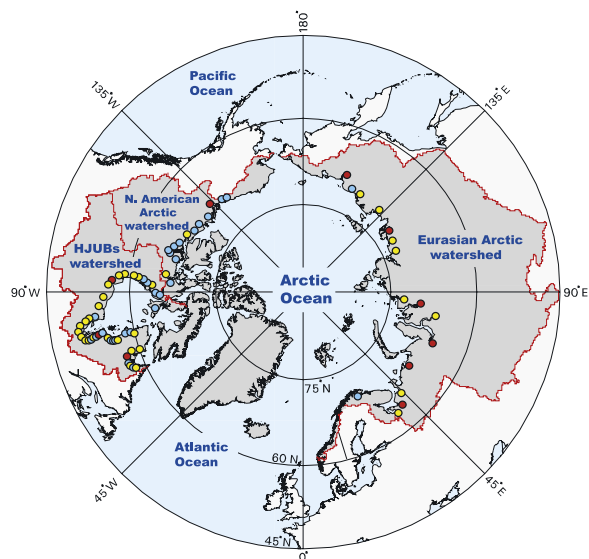 180°
135°W
135°E
Pacific
Ocean
N. American
Arctic
watershed
HJUBs
watershed
Eurasian Arctic
watershed
90°W
Arctic
Ocean
90°E
75°N
Atlantic
Ocean
60 N
45°W
45°E
45°N
0°